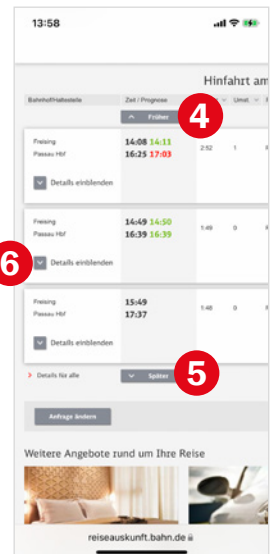 13:58
Hinfahrt am
Bahnhof/Haltestelle Zeit / Prognose Umst.
Früher
4
Freising 14:08 14:11 2:52 1
Passau Hbf 16:25 17:03
Details einblenden
Freising 14:49 14:50 1:49 0
Passau Hbf 16:39 16:39
6
Details einblenden
Freising 15:49 1:48 0
Passau Hbf 17:37
Details einblenden
Details für alle Später
5
Anfrage ändern
Weitere Angebote rund um Ihre Reise
reiseauskunft.bahn.de